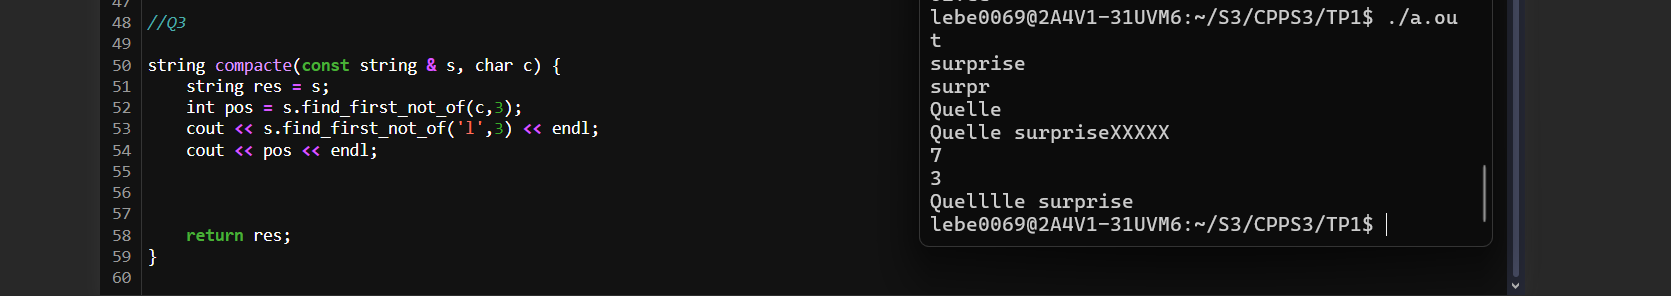 47
48 //Q3
49
50 string compacte(const string & s, char c) {
51     string res = s;
52     int pos = s.find_first_not_of(c,3);
53     cout << s.find_first_not_of('l',3) << endl;
54     cout << pos << endl;
55
56
57
58     return res;
59 }
60
lebe0069@2A4V1-31UVM6:~/S3/CPPS3/TP1$ ./a.ou
t
surprise
surpr
Quelle
Quelle surpriseXXXXX
7
3
Quelllle surprise
lebe0069@2A4V1-31UVM6:~/S3/CPPS3/TP1$